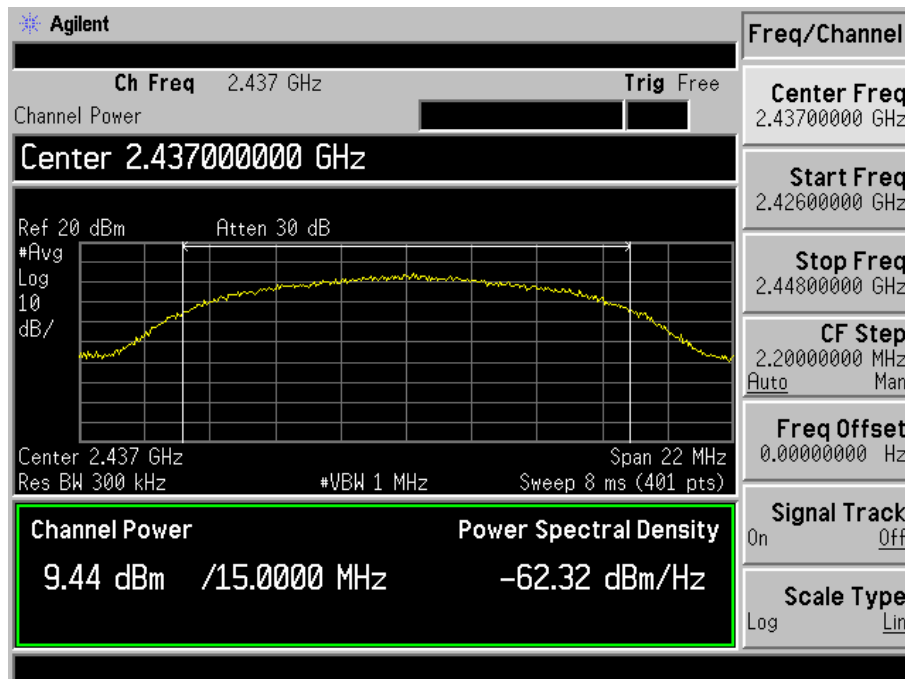 Agilent
Freq/Channel
Ch Freq 2.437 GHz Trig Free
Channel Power
Center 2.437000000 GHz
Ref 20 dBm Atten 30 dB
#Avg
Log
10
dB/
Center 2.437 GHz Span 22 MHz
Res BW 300 kHz #VBW 1 MHz Sweep 8 ms (401 pts)
Channel Power Power Spectral Density
9.44 dBm /15.0000 MHz -62.32 dBm/Hz
Center Freq
2.43700000 GHz
Start Freq
2.42600000 GHz
Stop Freq
2.44800000 GHz
CF Step
2.20000000 MHz
Auto Man
Freq Offset
0.00000000 Hz
Signal Track
On Off
Scale Type
Log Lin